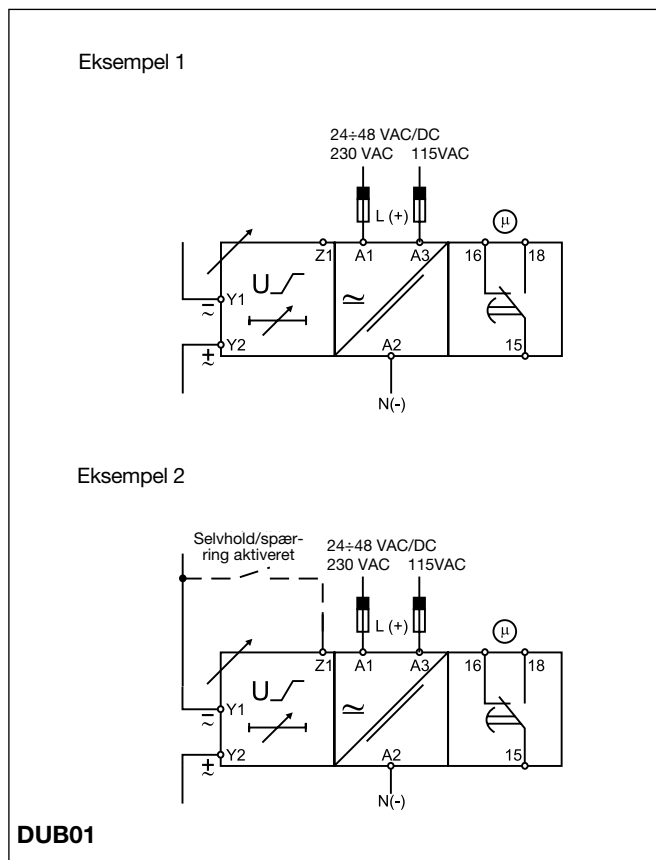 Eksempel 1
24÷48 VAC/DC
230 VAC 115VAC
L (+)
μ
Z1 A1 A3 16 18
U
Y1
Y2
A2 15
N(-)
Eksempel 2
Selvhold/spær-
ring aktiveret
24÷48 VAC/DC
230 VAC 115VAC
L (+)
μ
Z1 A1 A3 16 18
U
Y1
Y2
A2 15
N(-)
DUB01